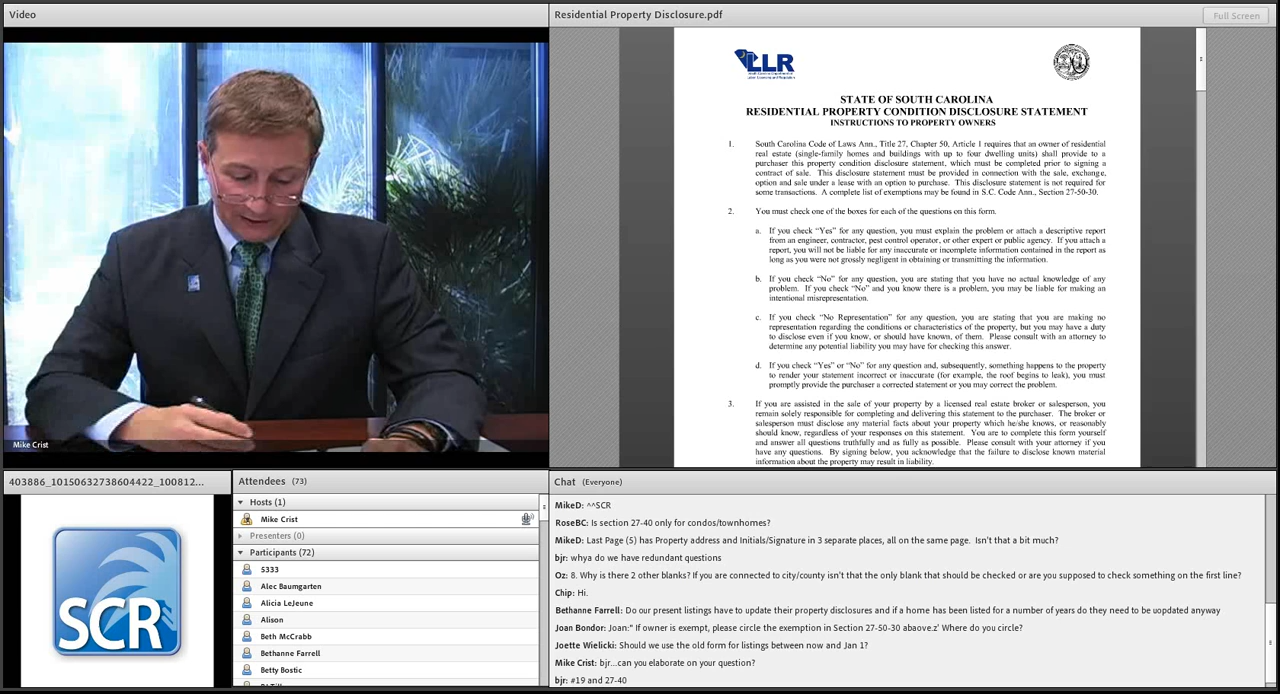 Video
Mike Crist
Residential Property Disclosure.pdf
Full Screen
LLR
STATE OF SOUTH CAROLINA
RESIDENTIAL PROPERTY CONDITION DISCLOSURE STATEMENT
INSTRUCTIONS TO PROPERTY OWNERS
1. South Carolina Code of Laws Ann., Title 27, Chapter 50, Article 1 requires that an owner of residential
real estate (single-family homes and buildings with up to four dwelling units) shall provide to a
purchaser this property condition disclosure statement, which must be completed prior to signing a
contract of sale. This disclosure statement must be provided in connection with the sale, exchange,
option and sale under a lease with an option to purchase. This disclosure statement is not required for
some transactions. A complete list of exemptions may be found in S.C. Code Ann., Section 27-50-30.
2. You must check one of the boxes for each of the questions on this form.
a. If you check “Yes” for any question, you must explain the problem or attach a descriptive report
from an engineer, contractor, pest control operator, or other expert or public agency. If you attach a
report, you will not be liable for any inaccurate or incomplete information contained in the report as
long as you were not grossly negligent in obtaining or transmitting the information.
b. If you check “No” for any question, you are stating that you have no actual knowledge of any
problem. If you check “No” and you know there is a problem, you may be liable for making an
intentional misrepresentation.
c. If you check “No Representation” for any question, you are stating that you are making no
representation regarding the conditions or characteristics of the property, but you may have a duty
to disclose even if you know, or should have known, of them. Please consult with an attorney to
determine any potential liability you may have for checking this answer.
d. If you check “Yes” or “No” for any question and, subsequently, something happens to the property
to render your statement incorrect or inaccurate (for example, the roof begins to leak), you must
promptly provide the purchaser a corrected statement or you may correct the problem.
3. If you are assisted in the sale of your property by a licensed real estate broker or salesperson, you
remain solely responsible for completing and delivering this statement to the purchaser. The broker or
salesperson must disclose any material facts about your property which he/she knows, or reasonably
should know, regardless of your responses on this statement. You are to complete this form yourself
and answer all questions truthfully and as fully as possible. Please consult with your attorney if you
have any questions. By signing below, you acknowledge that the failure to disclose known material
information about the property may result in liability.
403886_10150632738604422_100812...
SCR
Attendees (73)
Hosts (1)
Mike Crist
Presenters (0)
Participants (72)
5333
Alec Baumgarten
Alicia LeJeune
Alison
Beth McCrabb
Bethanne Farrell
Betty Bostic
Chat (Everyone)
MikeD: ^^SCR
RoseBC: Is section 27-40 only for condos/townhomes?
MikeD: Last Page (5) has Property address and Initials/Signature in 3 separate places, all on the same page. Isn't that a bit much?
bjr: whya do we have redundant questions
Oz: 8. Why is there 2 other blanks? If you are connected to city/county isn't that the only blank that should be checked or are you supposed to check something on the first line?
Chip: Hi.
Bethanne Farrell: Do our present listings have to update their property disclosures and if a home has been listed for a number of years do they need to be uopdated anyway
Joan Bondor: Joan:" If owner is exempt, please circle the exemption in Section 27-50-30 abaove.z' Where do you circle?
Joette Wielicki: Should we use the old form for listings between now and Jan 1?
Mike Crist: bjr...can you elaborate on your question?
bjr: #19 and 27-40